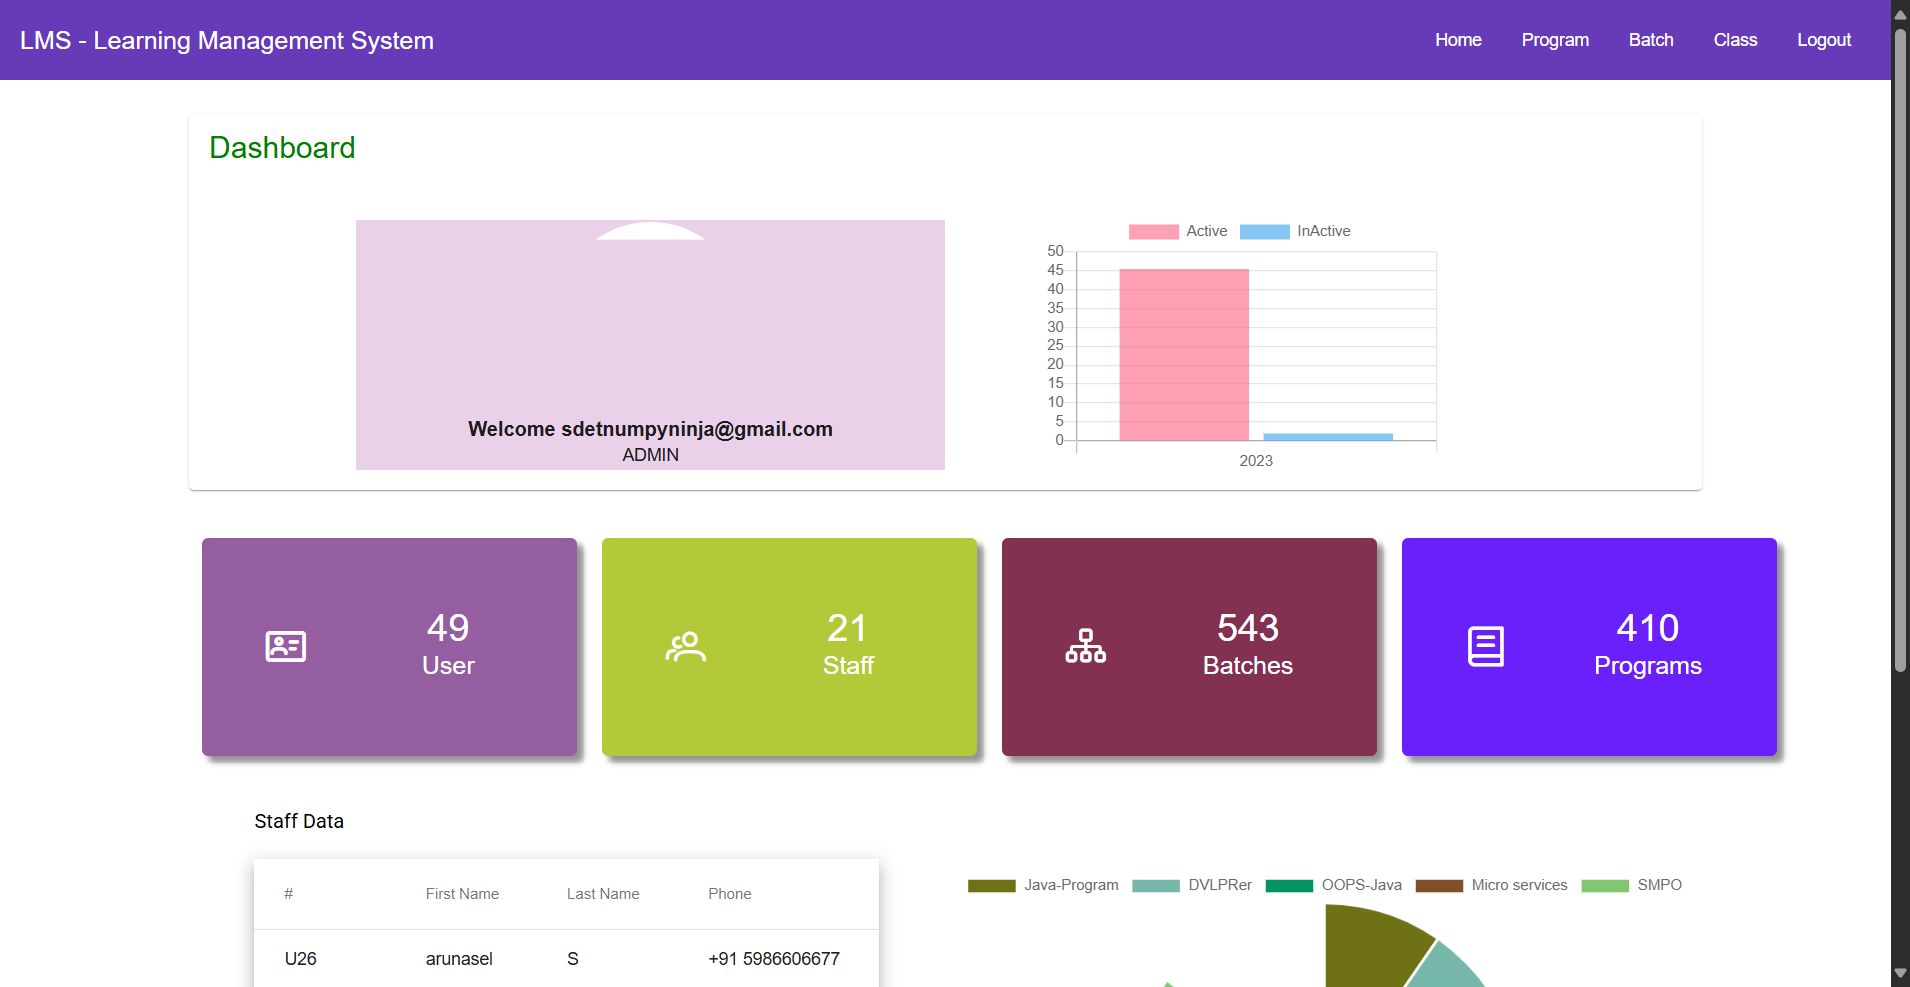 LMS - Learning Management System
Home Program Batch Class Logout
Dashboard
Welcome sdetnumpyninja@gmail.com
ADMIN
Active InActive
50
45
40
35
30
25
20
15
10
5
0
2023
49
User
21
Staff
543
Batches
410
Programs
Staff Data
# First Name Last Name Phone
U26 arunasel S +91 5986606677
Java-Program DVLPRer OOPS-Java Micro services SMPO